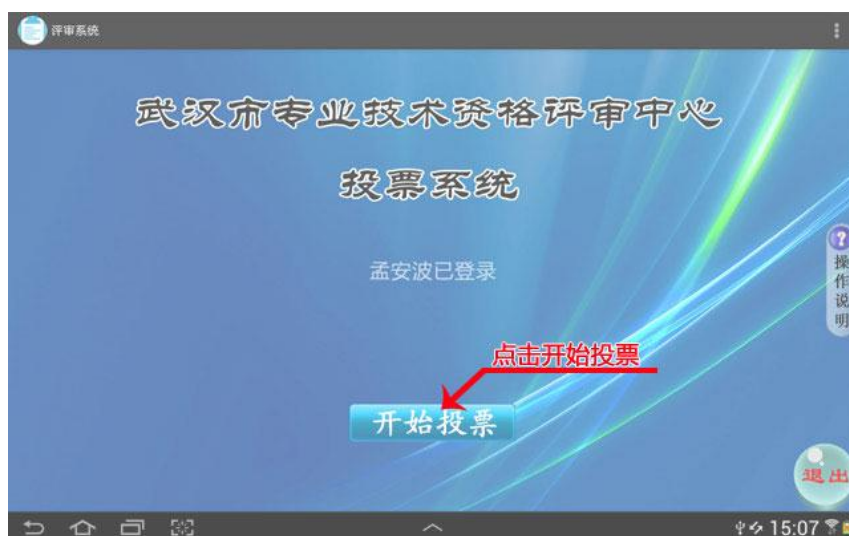 评审系统
武汉市专业技术资格评审中心
投票系统
孟安波已登录
?
操作说明
点击开始投票
开始投票
退出
15:07